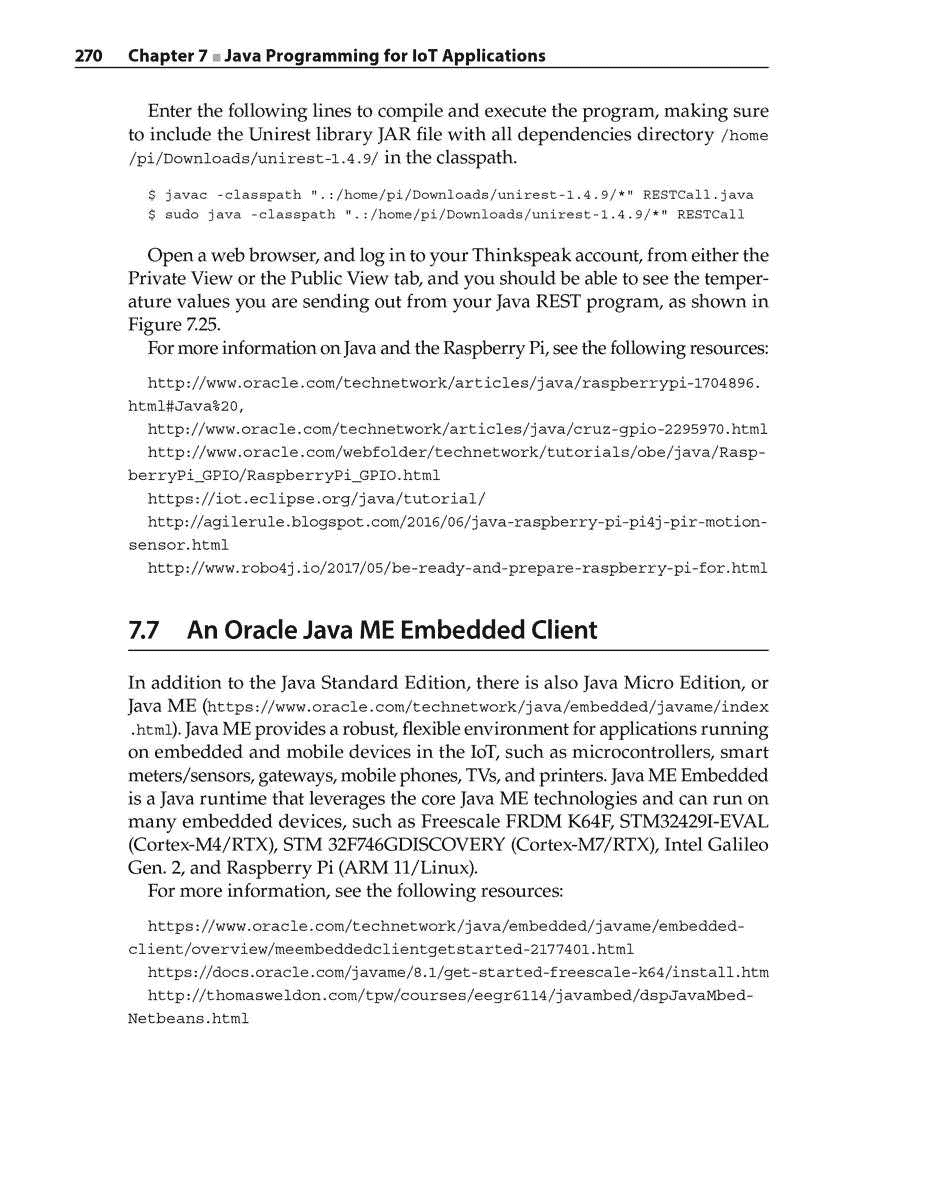 270 Chapter 7 ■ Java Programming for IoT Applications
Enter the following lines to compile and execute the program, making sure
to include the Unirest library JAR file with all dependencies directory /home
/pi/Downloads/unirest-1.4.9/ in the classpath.
$ javac -classpath ".:/home/pi/Downloads/unirest-1.4.9/*" RESTCall.java
$ sudo java -classpath ".:/home/pi/Downloads/unirest-1.4.9/*" RESTCall
Open a web browser, and log in to your Thinkspeak account, from either the
Private View or the Public View tab, and you should be able to see the temper-
ature values you are sending out from your Java REST program, as shown in
Figure 7.25.
For more information on Java and the Raspberry Pi, see the following resources:
http://www.oracle.com/technetwork/articles/java/raspberrypi-1704896.
html#Java%20,
http://www.oracle.com/technetwork/articles/java/cruz-gpio-2295970.html
http://www.oracle.com/webfolder/technetwork/tutorials/obe/java/Rasp-
berryPi_GPIO/RaspberryPi_GPIO.html
https://iot.eclipse.org/java/tutorial/
http://agilerule.blogspot.com/2016/06/java-raspberry-pi-pi4j-pir-motion-
sensor.html
http://www.robo4j.io/2017/05/be-ready-and-prepare-raspberry-pi-for.html
7.7 An Oracle Java ME Embedded Client
In addition to the Java Standard Edition, there is also Java Micro Edition, or
Java ME (https://www.oracle.com/technetwork/java/embedded/javame/index
.html). Java ME provides a robust, flexible environment for applications running
on embedded and mobile devices in the IoT, such as microcontrollers, smart
meters/sensors, gateways, mobile phones, TVs, and printers. Java ME Embedded
is a Java runtime that leverages the core Java ME technologies and can run on
many embedded devices, such as Freescale FRDM K64F, STM32429I-EVAL
(Cortex-M4/RTX), STM 32F746GDISCOVERY (Cortex-M7/RTX), Intel Galileo
Gen. 2, and Raspberry Pi (ARM 11/Linux).
For more information, see the following resources:
https://www.oracle.com/technetwork/java/embedded/javame/embedded-
client/overview/meembeddedclientgetstarted-2177401.html
https://docs.oracle.com/javame/8.1/get-started-freescale-k64/install.htm
http://thomasweldon.com/tpw/courses/eegr6114/javambed/dspJavaMbed-
Netbeans.html